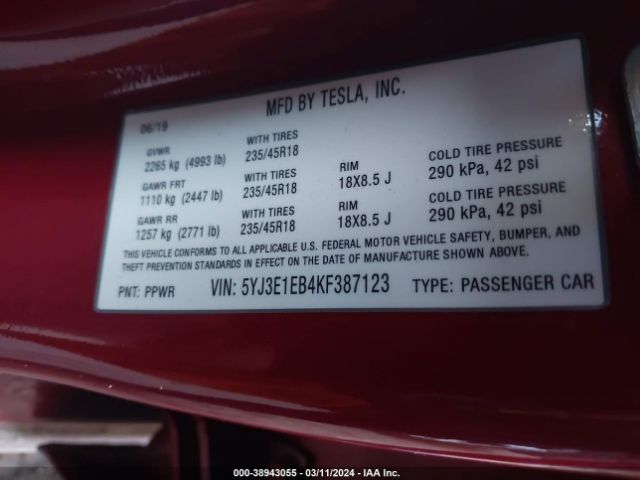 MFD BY TESLA, INC.
06/19
GVWR WITH TIRES
2265 kg (4993 lb) 235/45R18
GAWR FRT WITH TIRES RIM COLD TIRE PRESSURE
1110 kg (2447 lb) 235/45R18 18X8.5 J 290 kPa, 42 psi
GAWR RR WITH TIRES RIM COLD TIRE PRESSURE
1257 kg (2771 lb) 235/45R18 18X8.5 J 290 kPa, 42 psi
THIS VEHICLE CONFORMS TO ALL APPLICABLE U.S. FEDERAL MOTOR VEHICLE SAFETY, BUMPER, AND
THEFT PREVENTION STANDARDS IN EFFECT ON THE DATE OF MANUFACTURE SHOWN ABOVE.
PNT: PPWR VIN: 5YJ3E1EB4KF387123 TYPE: PASSENGER CAR
000-38943055 - 03/11/2024 - IAA Inc.